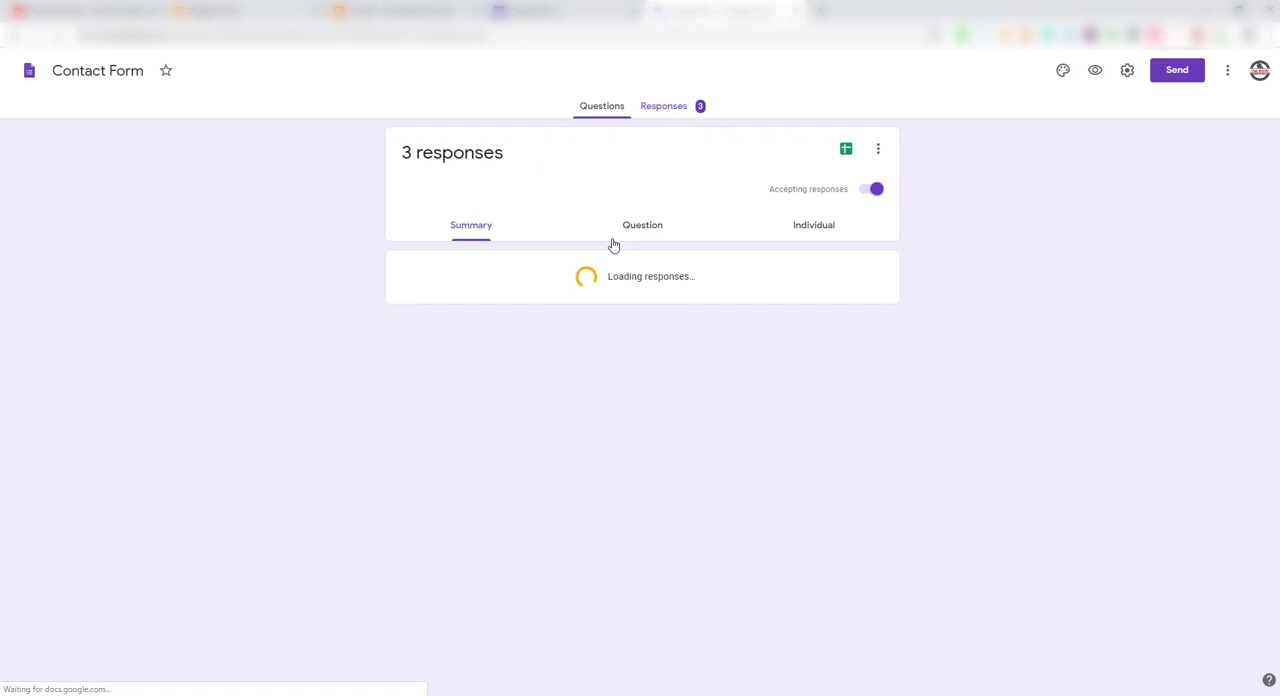 Contact Form
Send
Questions Responses 3
3 responses
Accepting responses
Summary Question Individual
Loading responses...
Waiting for docs.google.com...